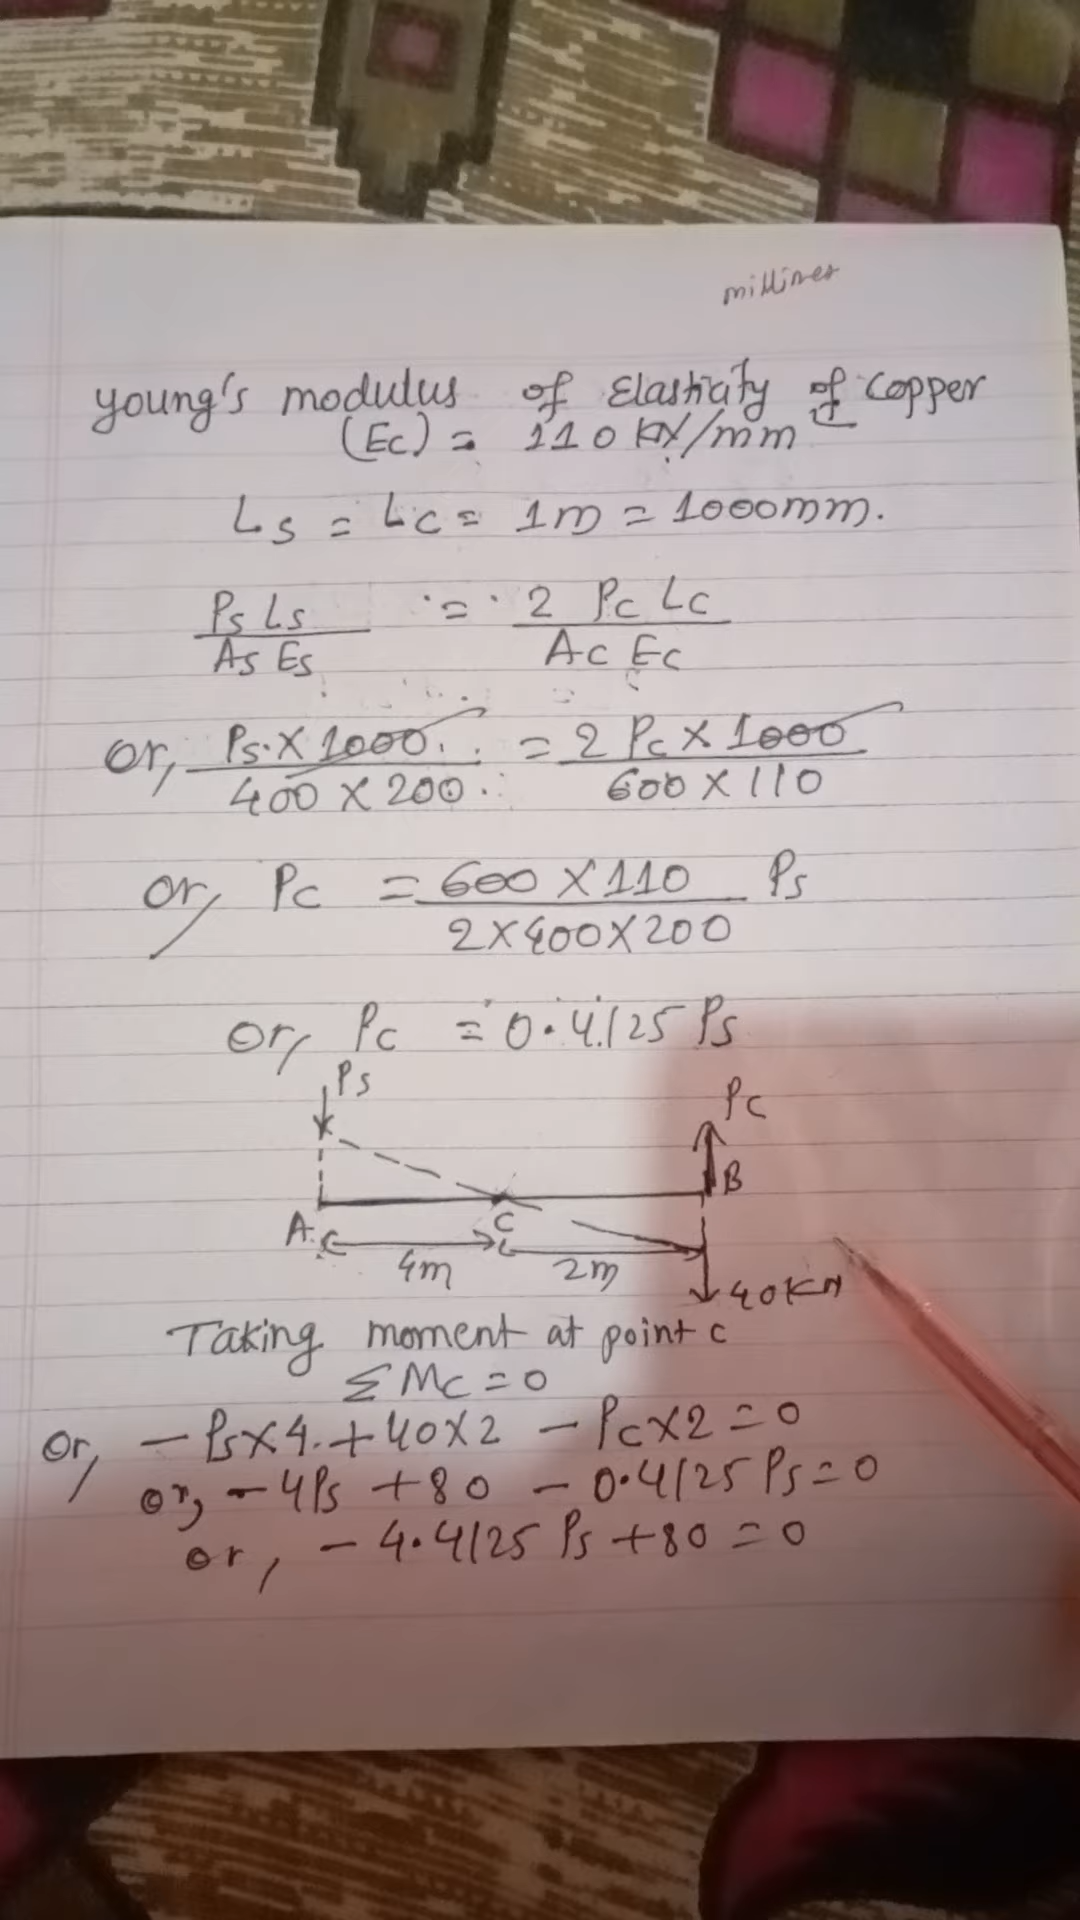 young's modulus of Elasticity of Copper
(Ec) = 110 KN/mm²
Ls = Lc = 1m = 1000mm.
Ps Ls / As Es = 2 Pc Lc / Ac Ec
or, Ps × 1000 / 400 × 200 = 2 Pc × 1000 / 600 × 110
or, Pc = 600 × 110 / 2×400×200 Ps
or, Pc = 0.4125 Ps
Ps
Pc
B
A
C
4m
2m
40KN
Taking moment at point c
ΣMc = 0
Or, - Ps×4 + 40×2 - Pc×2 = 0
or, - 4Ps + 80 - 0.4125 Ps = 0
or, - 4.4125 Ps + 80 = 0